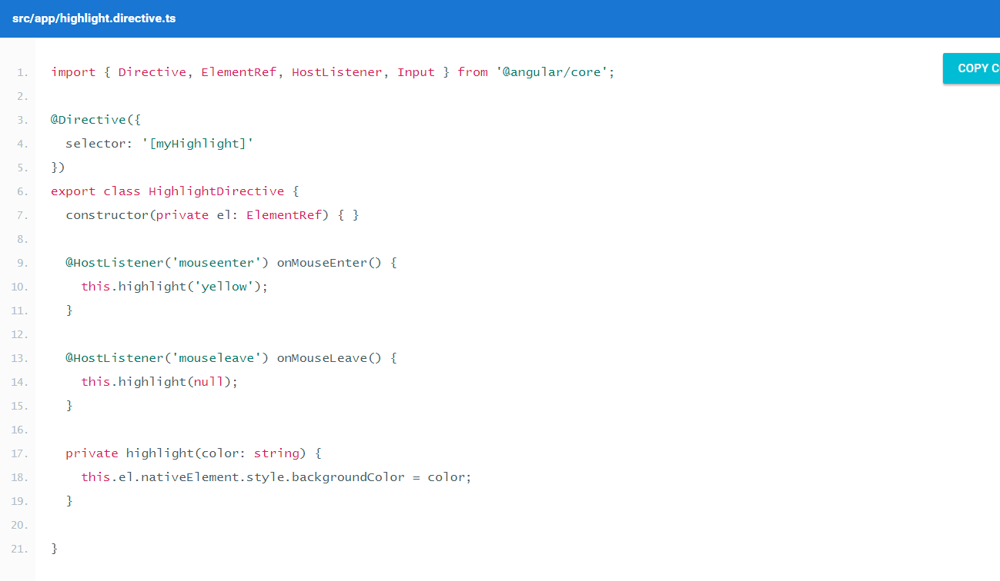 src/app/highlight.directive.ts
COPY C
1. import { Directive, ElementRef, HostListener, Input } from '@angular/core';
2.
3. @Directive({
4.   selector: '[myHighlight]'
5. })
6. export class HighlightDirective {
7.   constructor(private el: ElementRef) { }
8.
9.   @HostListener('mouseenter') onMouseEnter() {
10.     this.highlight('yellow');
11.   }
12.
13.   @HostListener('mouseleave') onMouseLeave() {
14.     this.highlight(null);
15.   }
16.
17.   private highlight(color: string) {
18.     this.el.nativeElement.style.backgroundColor = color;
19.   }
20.
21. }